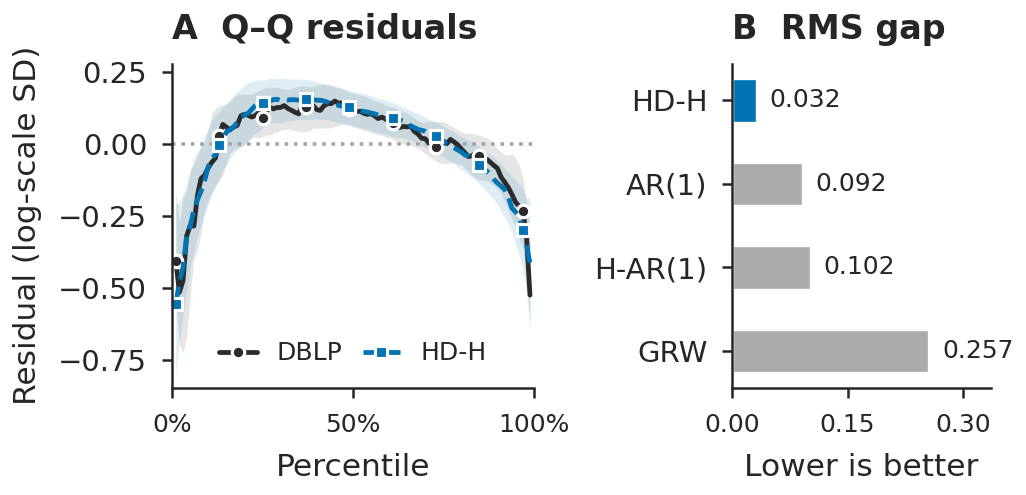 A Q–Q residuals
Residual (log-scale SD)
0.25
0.00
−0.25
−0.50
−0.75
DBLP
HD-H
0%
50%
100%
Percentile
B RMS gap
HD-H
0.032
AR(1)
0.092
H-AR(1)
0.102
GRW
0.257
0.00
0.15
0.30
Lower is better